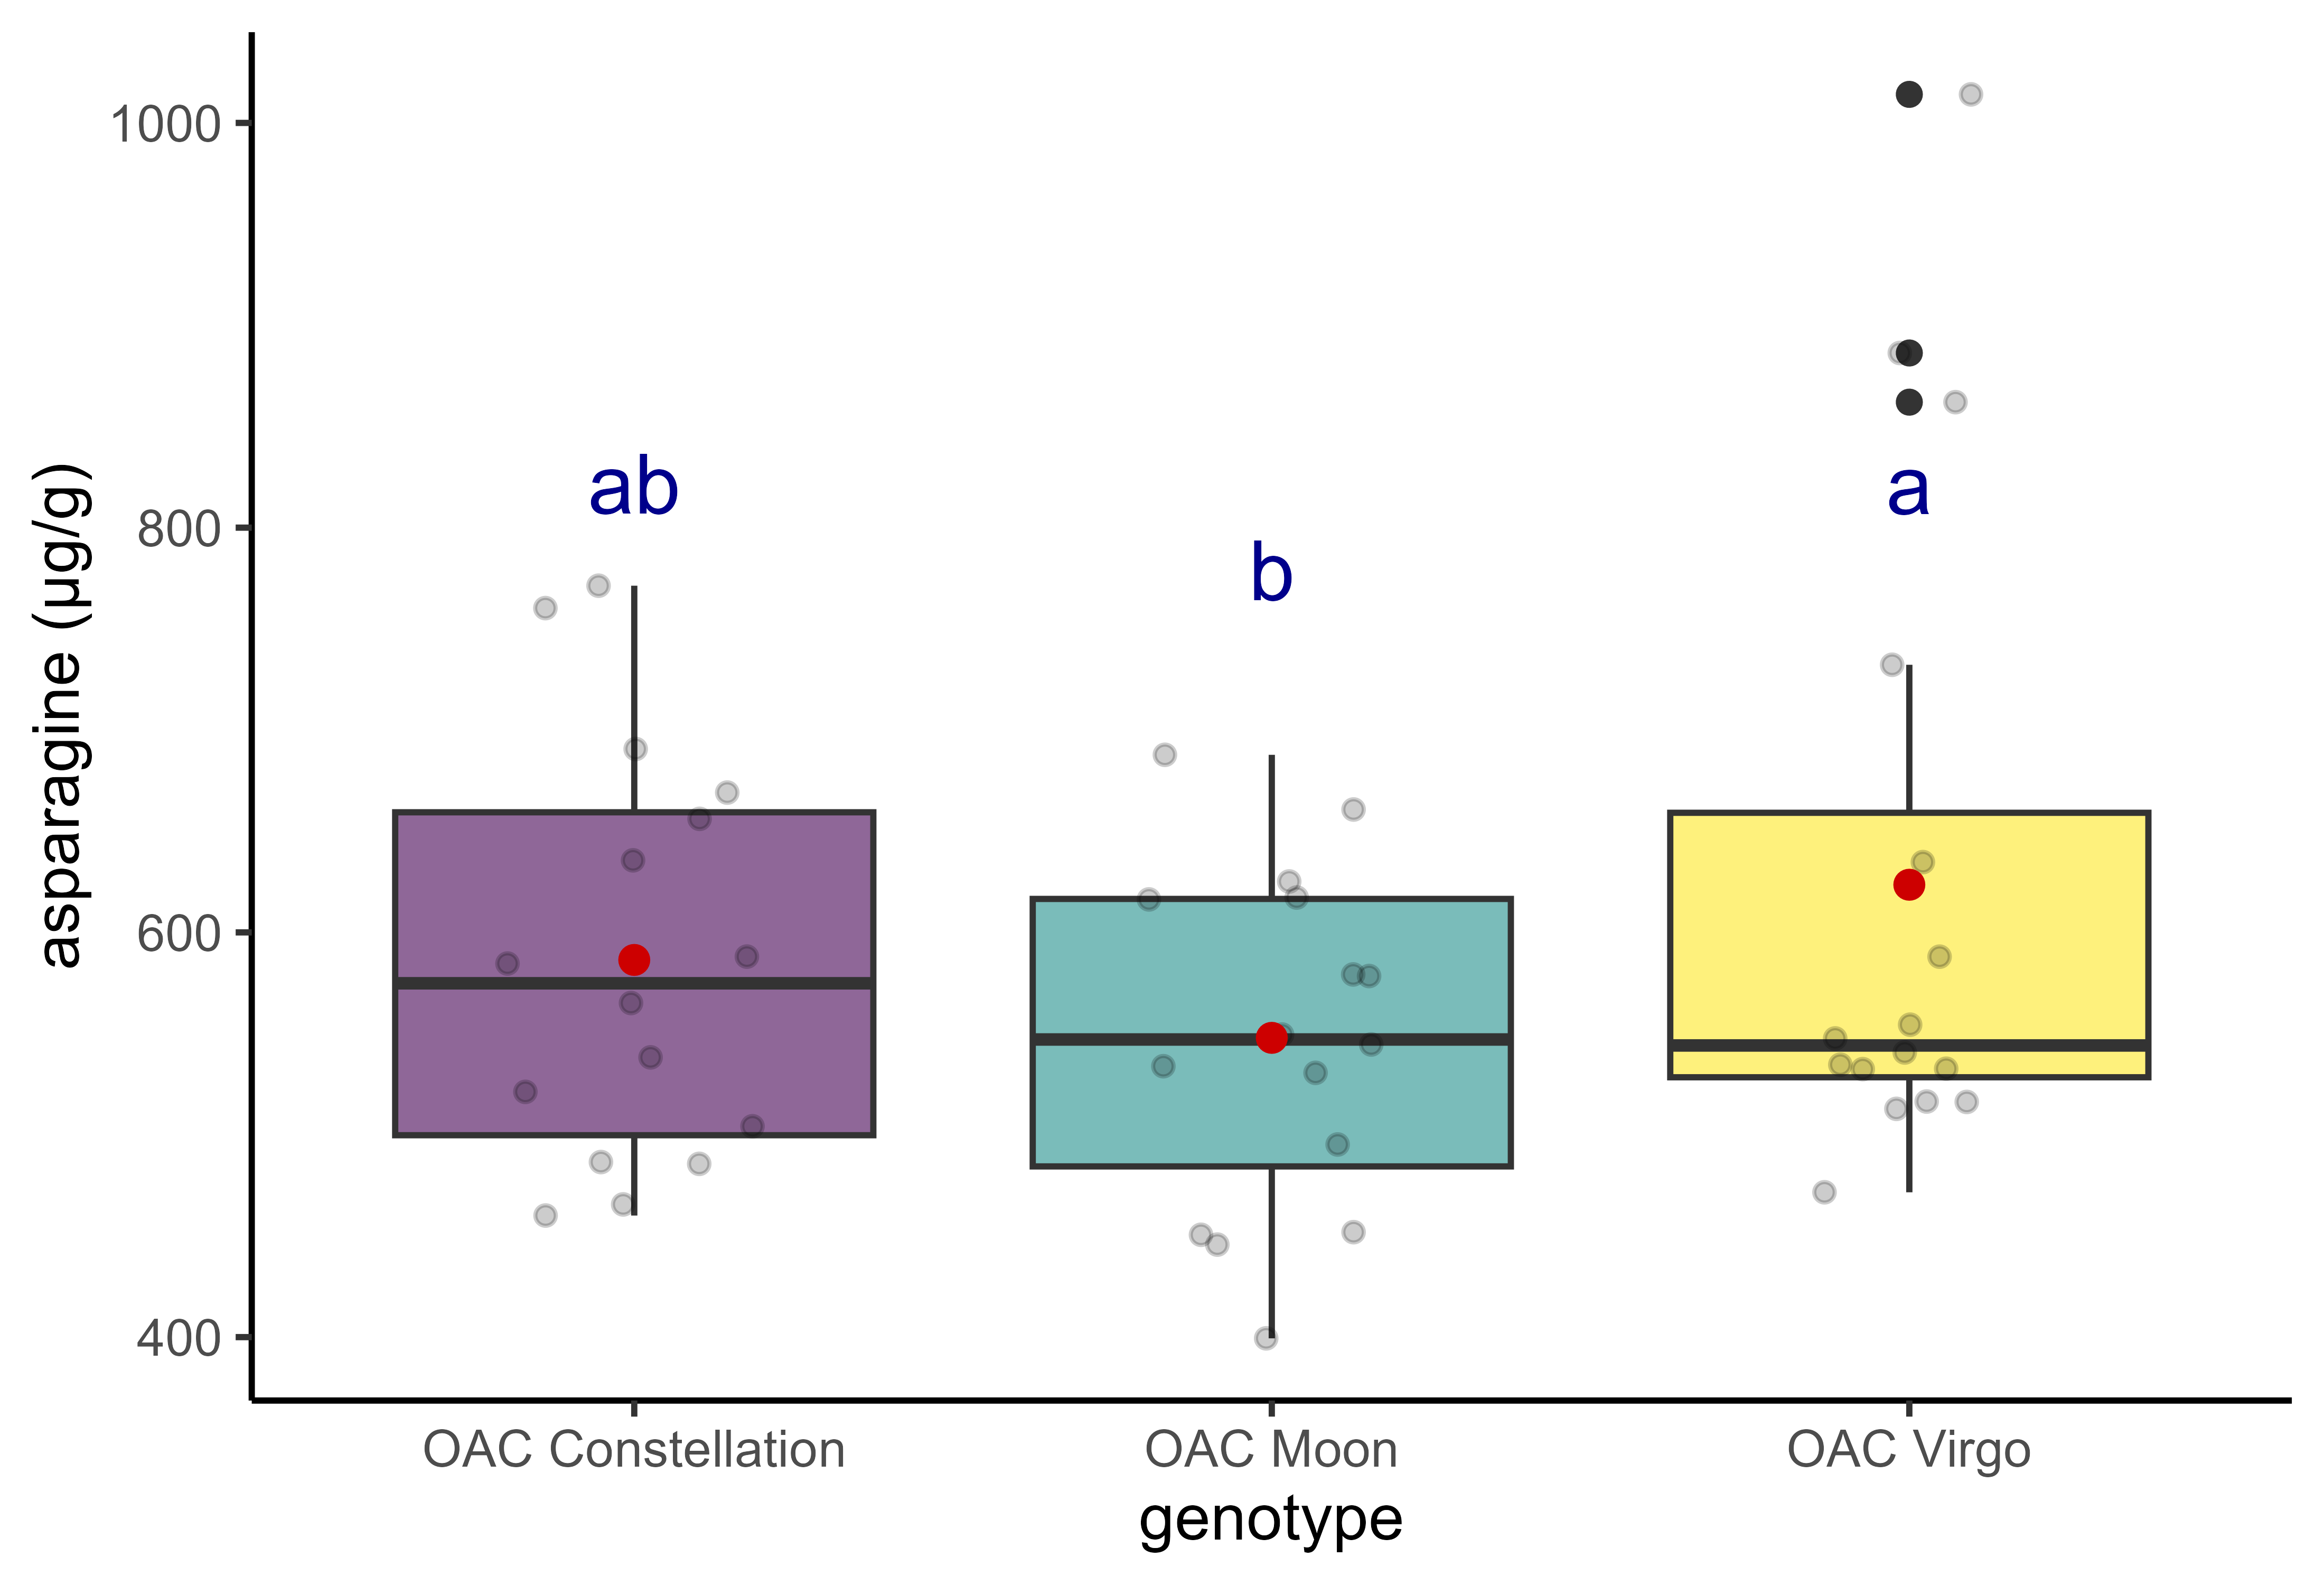 asparagine (µg/g)
1000
800
600
400
ab
b
a
OAC Constellation
OAC Moon
OAC Virgo
genotype